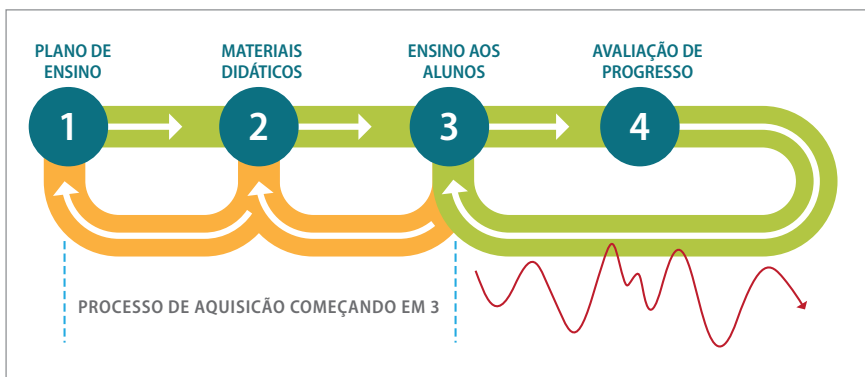 PLANO DE
ENSINO
MATERIAIS
DIDÁTICOS
ENSINO AOS
ALUNOS
AVALIAÇÃO DE
PROGRESSO
1
2
3
4
PROCESSO DE AQUISICÃO COMEÇANDO EM 3